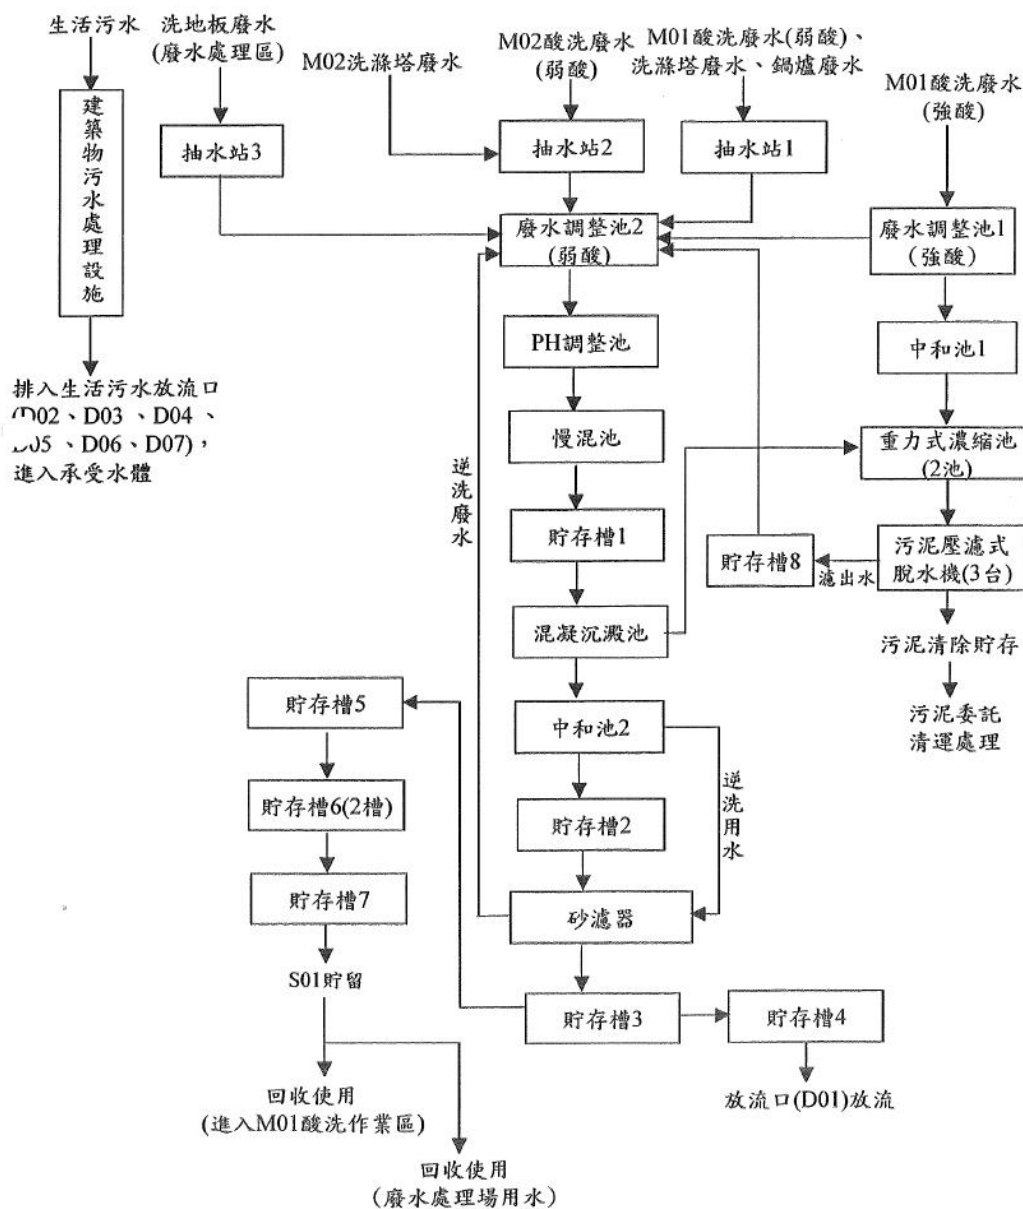 生活污水
洗地板廢水
(廢水處理區)
M02洗滌塔廢水
M02酸洗廢水
(弱酸)
M01酸洗廢水(弱酸)、
洗滌塔廢水、鍋爐廢水
M01酸洗廢水
(強酸)
建築物污水處理設施
抽水站3
抽水站2
抽水站1
廢水調整池2
(弱酸)
廢水調整池1
(強酸)
PH調整池
中和池1
排入生活污水放流口
(D02、D03、D04、
D05、D06、D07)，
進入承受水體
慢混池
重力式濃縮池
(2池)
逆洗廢水
貯存槽1
貯存槽8
濾出水
污泥壓濾式
脫水機(3台)
混凝沉澱池
污泥清除貯存
貯存槽5
中和池2
污泥委託
清運處理
貯存槽6(2槽)
貯存槽2
逆洗用水
貯存槽7
砂濾器
S01貯留
貯存槽3
貯存槽4
回收使用
(進入M01酸洗作業區)
放流口(D01)放流
回收使用
(廢水處理場用水)